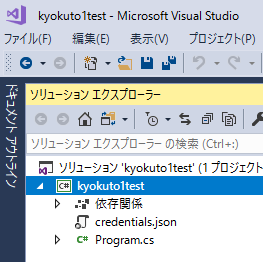 kyokuto1test - Microsoft Visual Studio
ファイル(F) 編集(E) 表示(V) プロジェクト(P)
ドキュメント アウトライン
ソリューション エクスプローラー
ソリューション エクスプローラー の検索 (Ctrl+:)
ソリューション 'kyokuto1test' (1 プロジェクト
C# kyokuto1test
依存関係
credentials.json
C# Program.cs